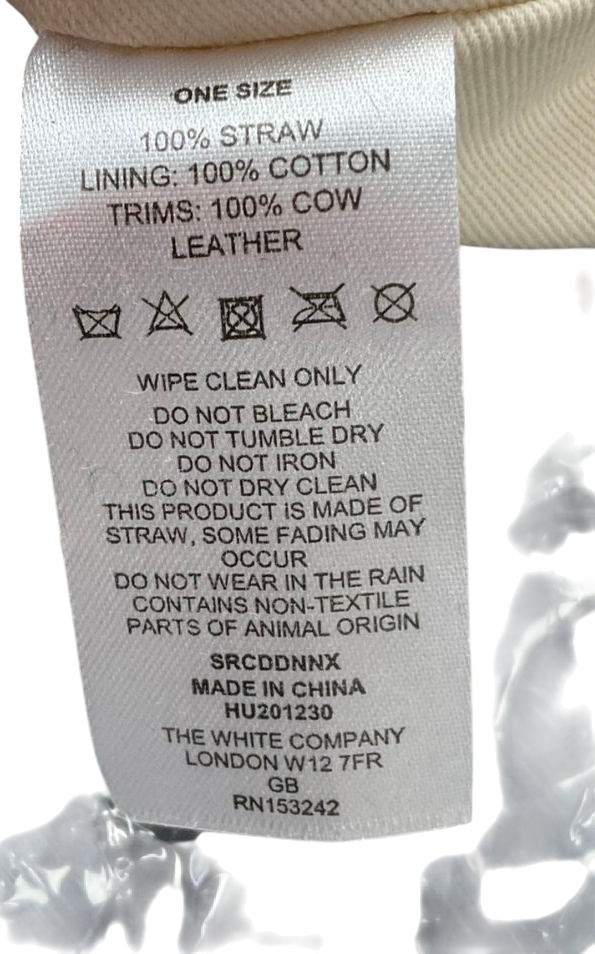 ONE SIZE
100% STRAW
LINING: 100% COTTON
TRIMS: 100% COW
LEATHER
WIPE CLEAN ONLY
DO NOT BLEACH
DO NOT TUMBLE DRY
DO NOT IRON
DO NOT DRY CLEAN
THIS PRODUCT IS MADE OF
STRAW, SOME FADING MAY
OCCUR
DO NOT WEAR IN THE RAIN
CONTAINS NON-TEXTILE
PARTS OF ANIMAL ORIGIN
SRCDDNNX
MADE IN CHINA
HU201230
THE WHITE COMPANY
LONDON W12 7FR
GB
RN153242